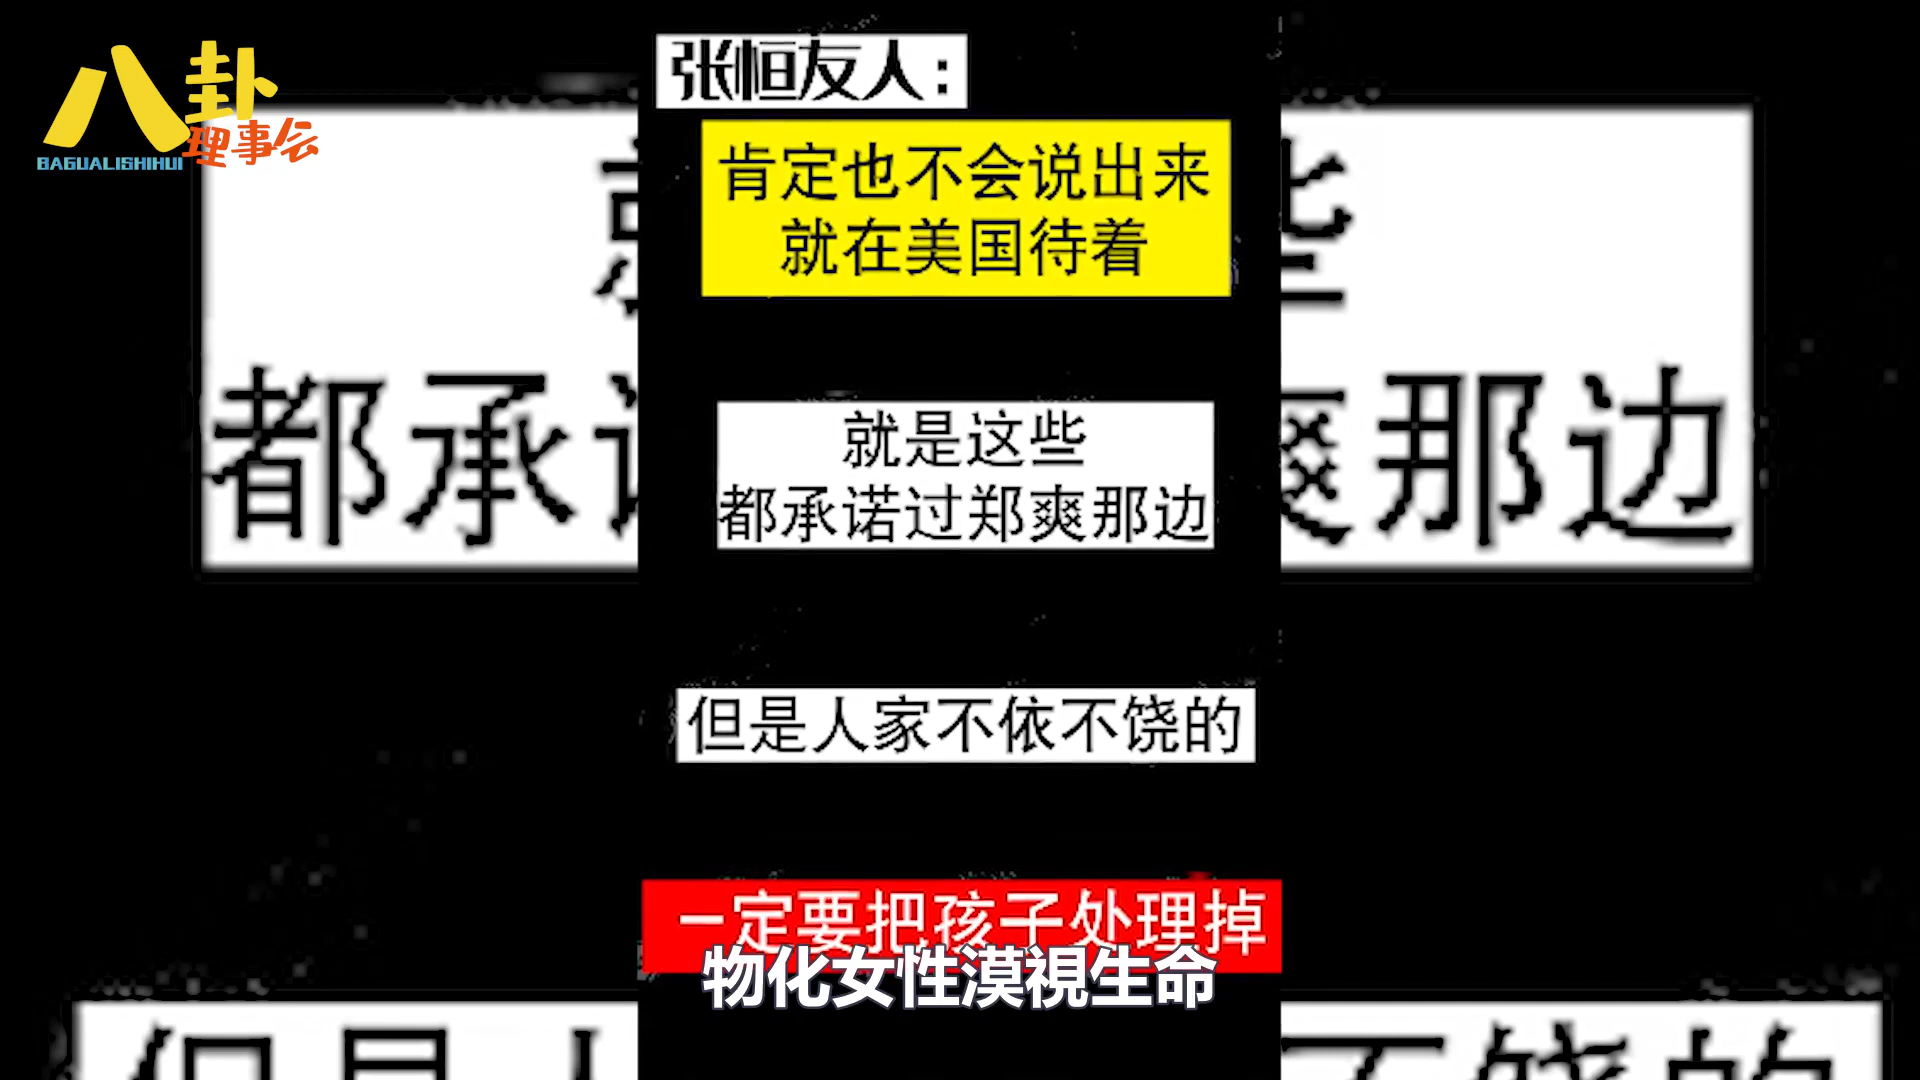 八卦
理事会
BAGUALISHIHUI
张恒友人：
肯定也不会说出来
就在美国待着
就是这些
都承诺过郑爽那边
但是人家不依不饶的
一定要把孩子处理掉
物化女性漠視生命